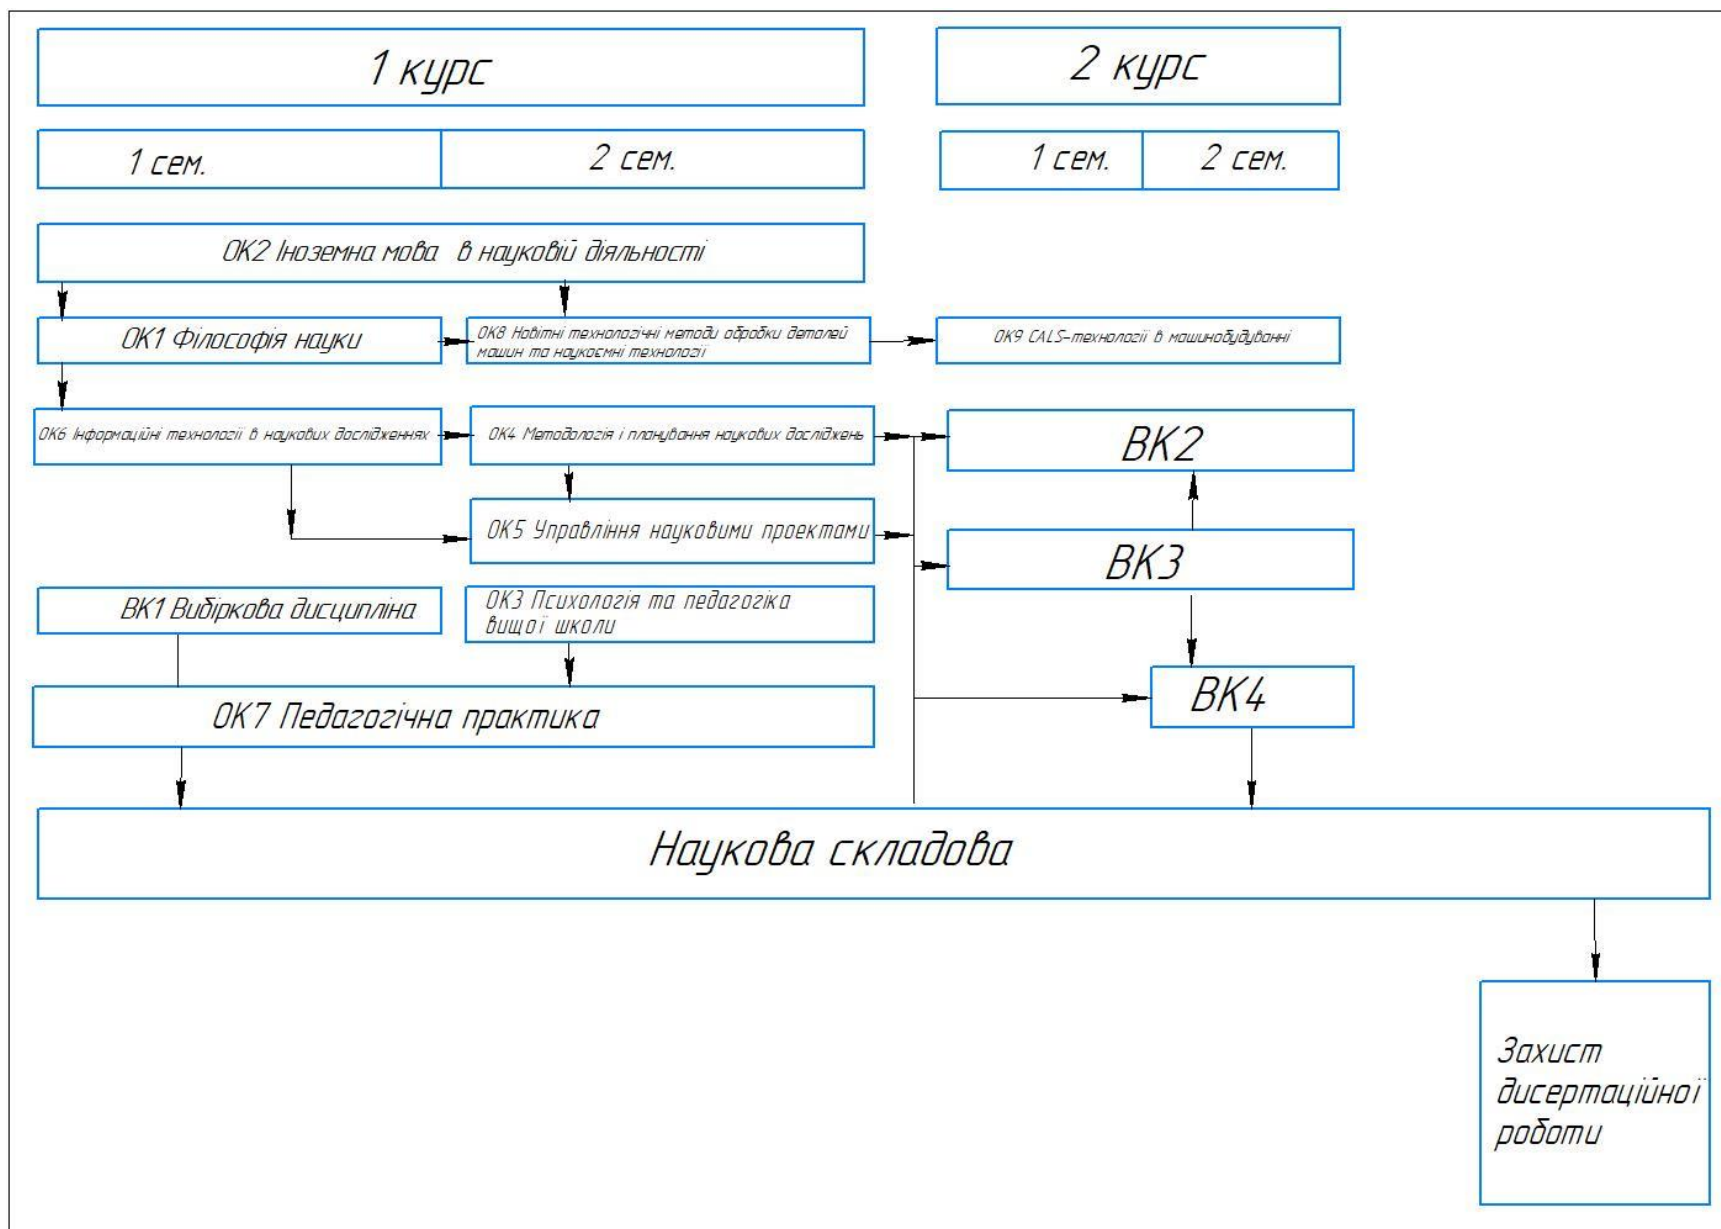 1 курс
2 курс
1 сем.
2 сем.
1 сем.
2 сем.
ОК2 Іноземна мова в науковій діяльності
ОК1 Філософія науки
ОК8 Новітні технологічні методи обробки деталей
машин та наукоємні технології
ОК9 CALS-технології в машинобудуванні
ОК6 Інформаційні технології в наукових дослідженнях
ОК4 Методологія і планування наукових досліджень
ВК2
ОК5 Управління науковими проектами
ВК3
ВК1 Вибіркова дисципліна
ОК3 Психологія та педагогіка
вищої школи
ВК4
ОК7 Педагогічна практика
Наукова складова
Захист
дисертаційної
роботи